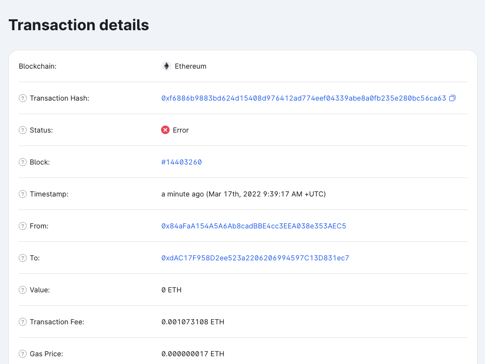 Transaction details
Blockchain: Ethereum
Transaction Hash: 0xf6886b9883bd624d15408d976412ad774eef04339abe8a0fb235e280bc56ca63
Status: Error
Block: #14403260
Timestamp: a minute ago (Mar 17th, 2022 9:39:17 AM +UTC)
From: 0x84aFaA154A5A6Ab8cadBBE4cc3EEA038e353AEC5
To: 0xdAC17F958D2ee523a2206206994597C13D831ec7
Value: 0 ETH
Transaction Fee: 0.001073108 ETH
Gas Price: 0.000000017 ETH